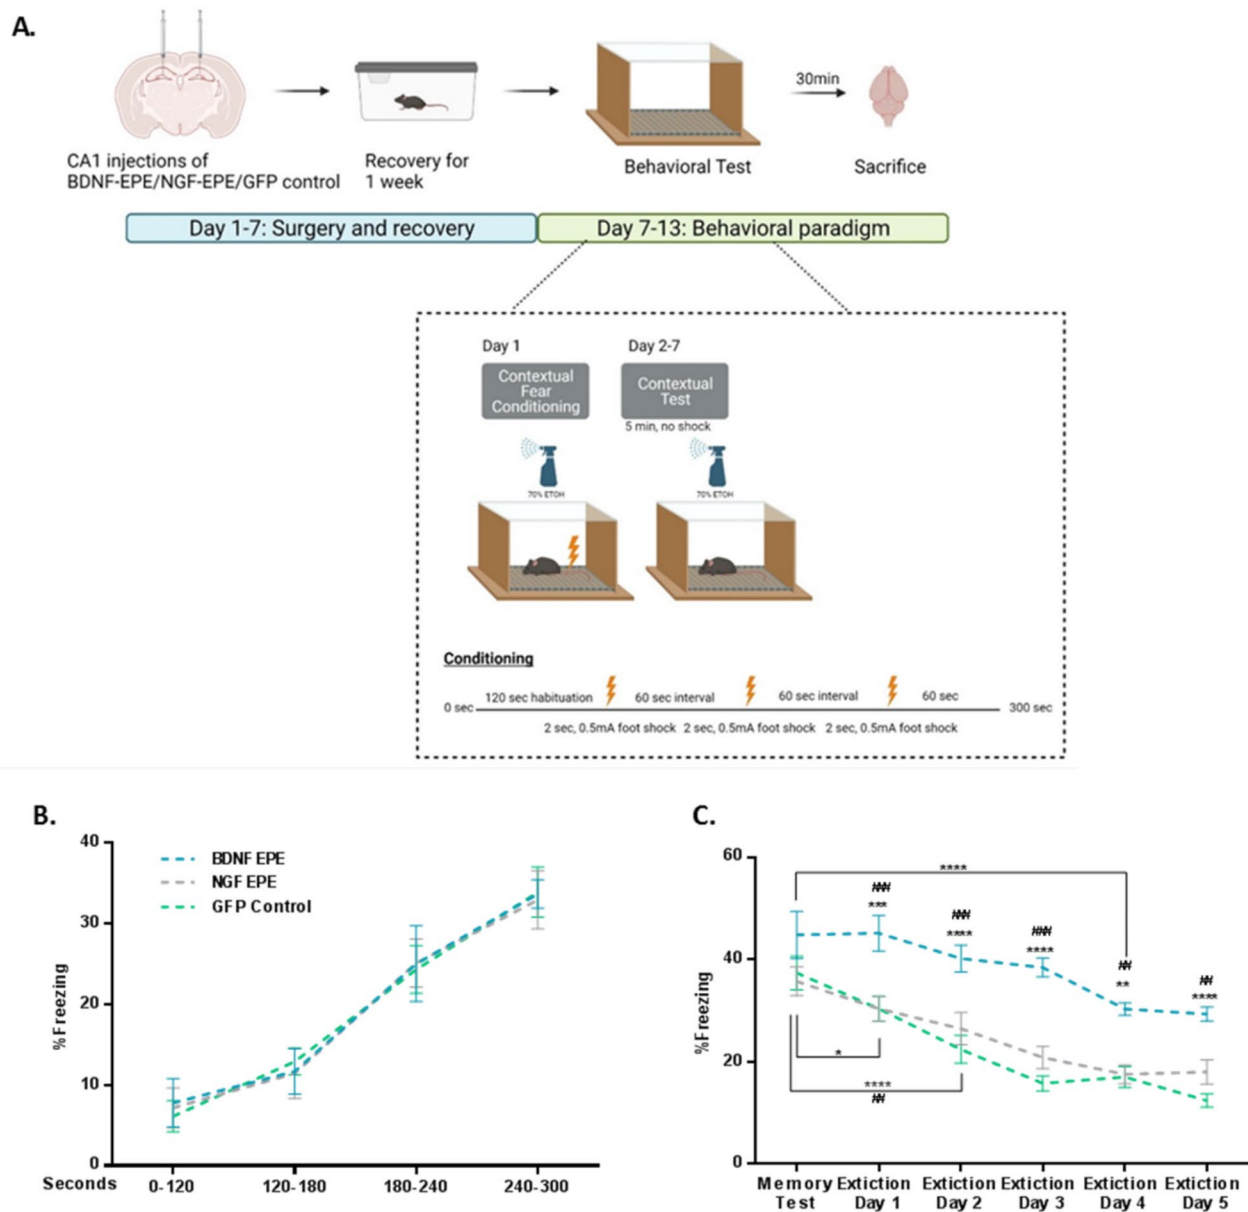 A.
30min
CA1 injections of
BDNF-EPE/NGF-EPE/GFP control
Recovery for
1 week
Behavioral Test
Sacrifice
Day 1-7: Surgery and recovery
Day 7-13: Behavioral paradigm
Day 1
Day 2-7
Contextual
Fear
Conditioning
Contextual
Test
5 min, no shock
70% ETOH
70% ETOH
Conditioning
0 sec
120 sec habituation
60 sec interval
60 sec interval
60 sec
300 sec
2 sec, 0.5mA foot shock
2 sec, 0.5mA foot shock
2 sec, 0.5mA foot shock
B.
40
30
20
10
0
%Freezing
BDNF EPE
NGF EPE
GFP Control
Seconds
0-120
120-180
180-240
240-300
C.
60
40
20
0
%Freezing
****
***
****
****
**
****
*
****
##
Memory
Test
Extiction
Day 1
Extiction
Day 2
Extiction
Day 3
Extiction
Day 4
Extiction
Day 5